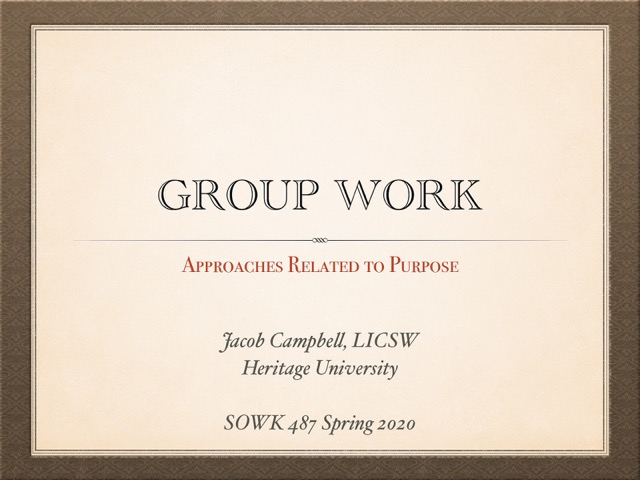 GROUP WORK
Approaches Related to Purpose
Jacob Campbell, LICSW
Heritage University
SOWK 487 Spring 2020